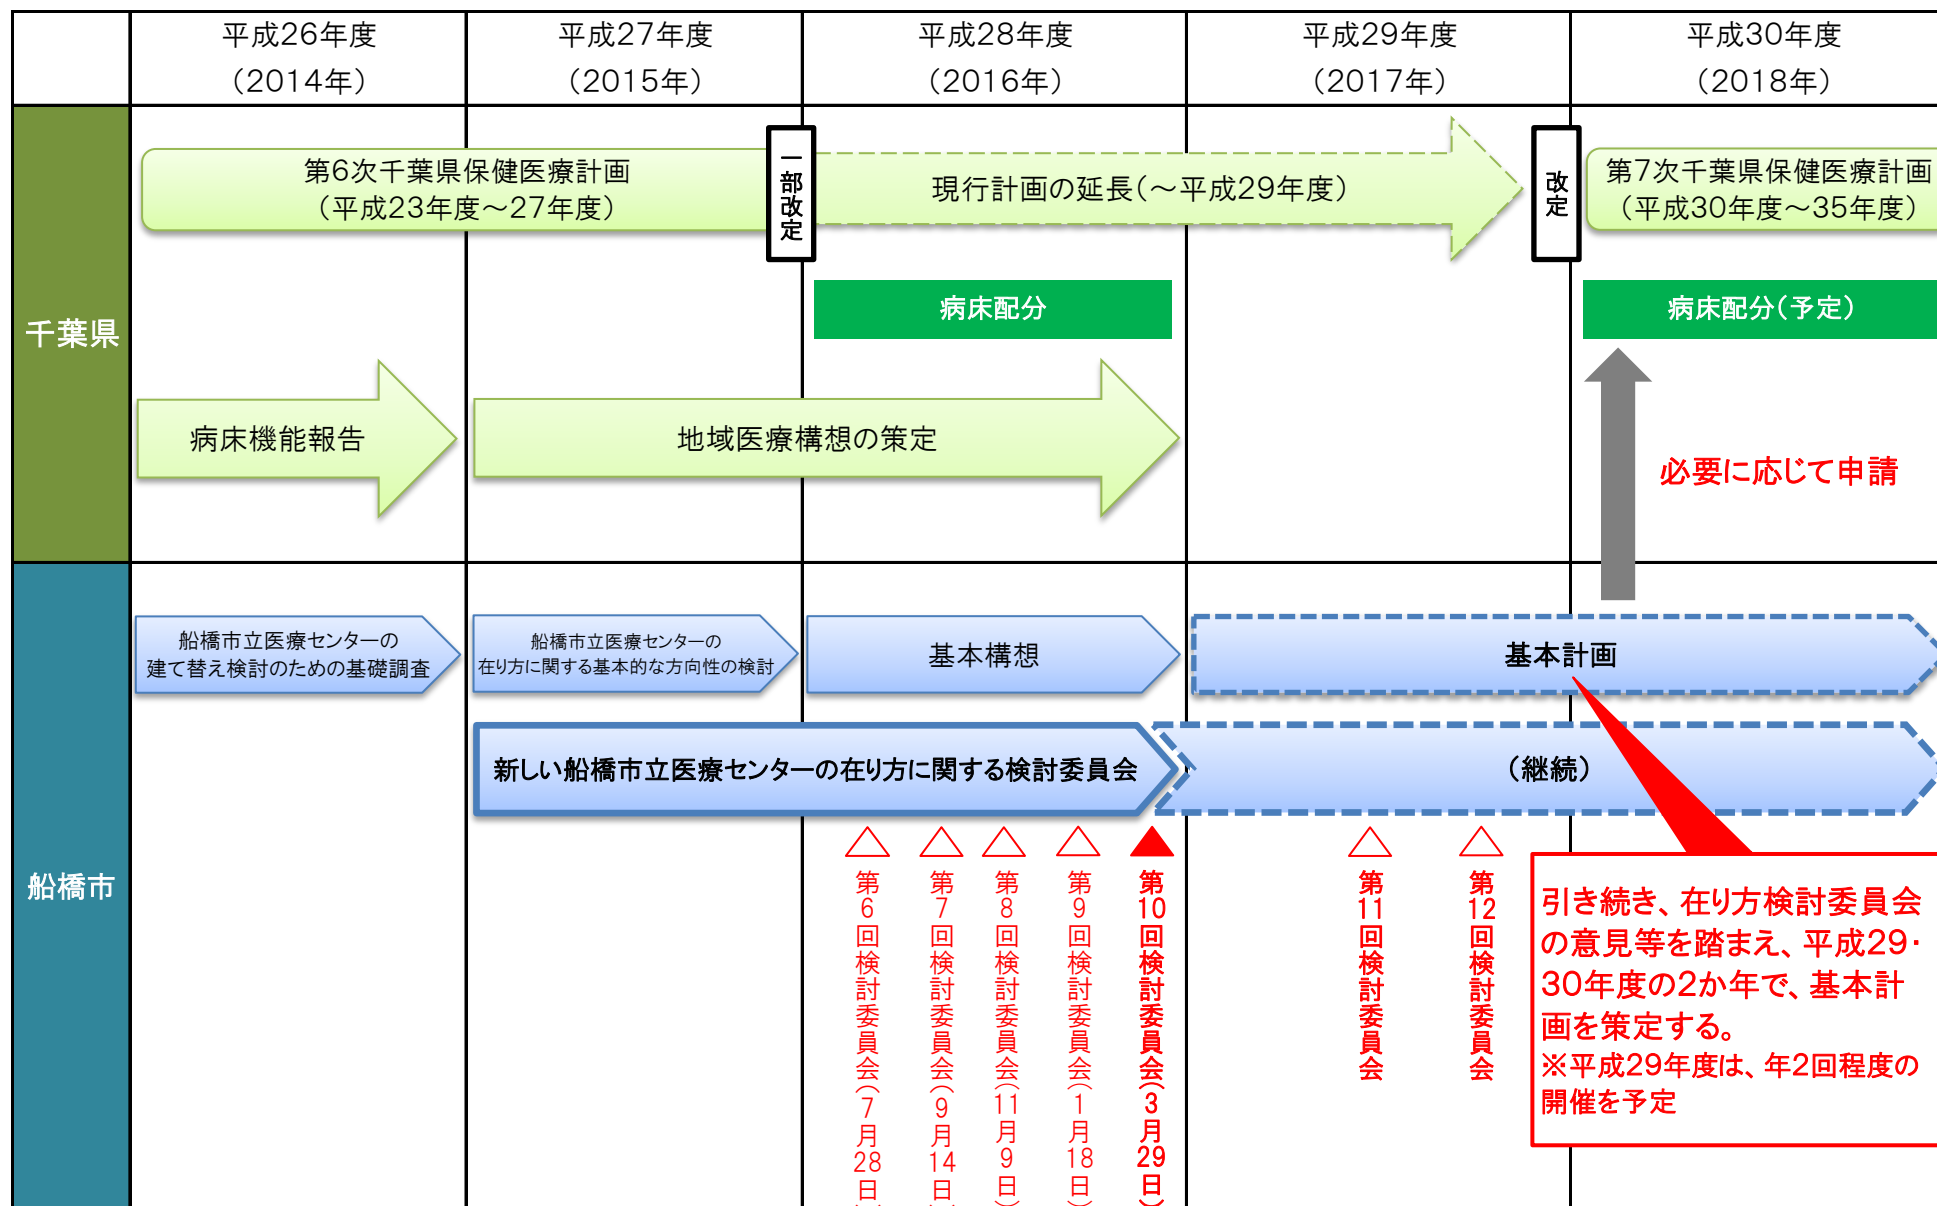 平成26年度
（2014年）
平成27年度
（2015年）
平成28年度
（2016年）
平成29年度
（2017年）
平成30年度
（2018年）
千葉県
第6次千葉県保健医療計画
（平成23年度～27年度）
一部改定
現行計画の延長（～平成29年度）
改定
第7次千葉県保健医療計画
（平成30年度～35年度）
病床配分
病床配分（予定）
病床機能報告
地域医療構想の策定
必要に応じて申請
船橋市
船橋市立医療センターの
建て替え検討のための基礎調査
船橋市立医療センターの
在り方に関する基本的な方向性の検討
基本構想
基本計画
新しい船橋市立医療センターの在り方に関する検討委員会
（継続）
第6回検討委員会（7月28日
第7回検討委員会（9月14日
第8回検討委員会（11月9日）
第9回検討委員会（1月18日）
第10回検討委員会（3月29日）
第11回検討委員会
第12回検討委員会
引き続き、在り方検討委員会
の意見等を踏まえ、平成29・
30年度の2か年で、基本計
画を策定する。
※平成29年度は、年2回程度の
開催を予定